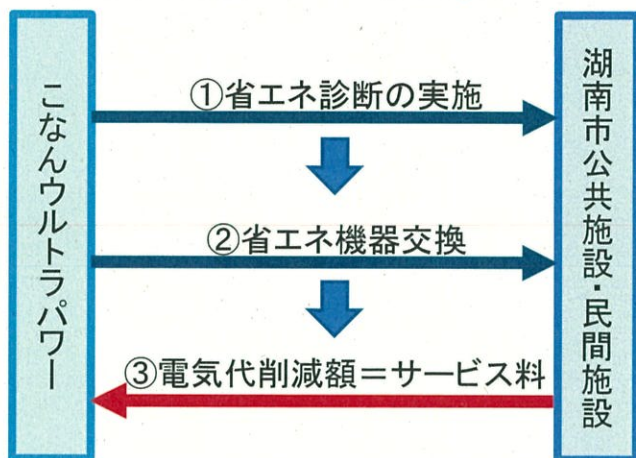 こなんウルトラパワー
①省エネ診断の実施
②省エネ機器交換
③電気代削減額＝サービス料
湖南市公共施設・民間施設